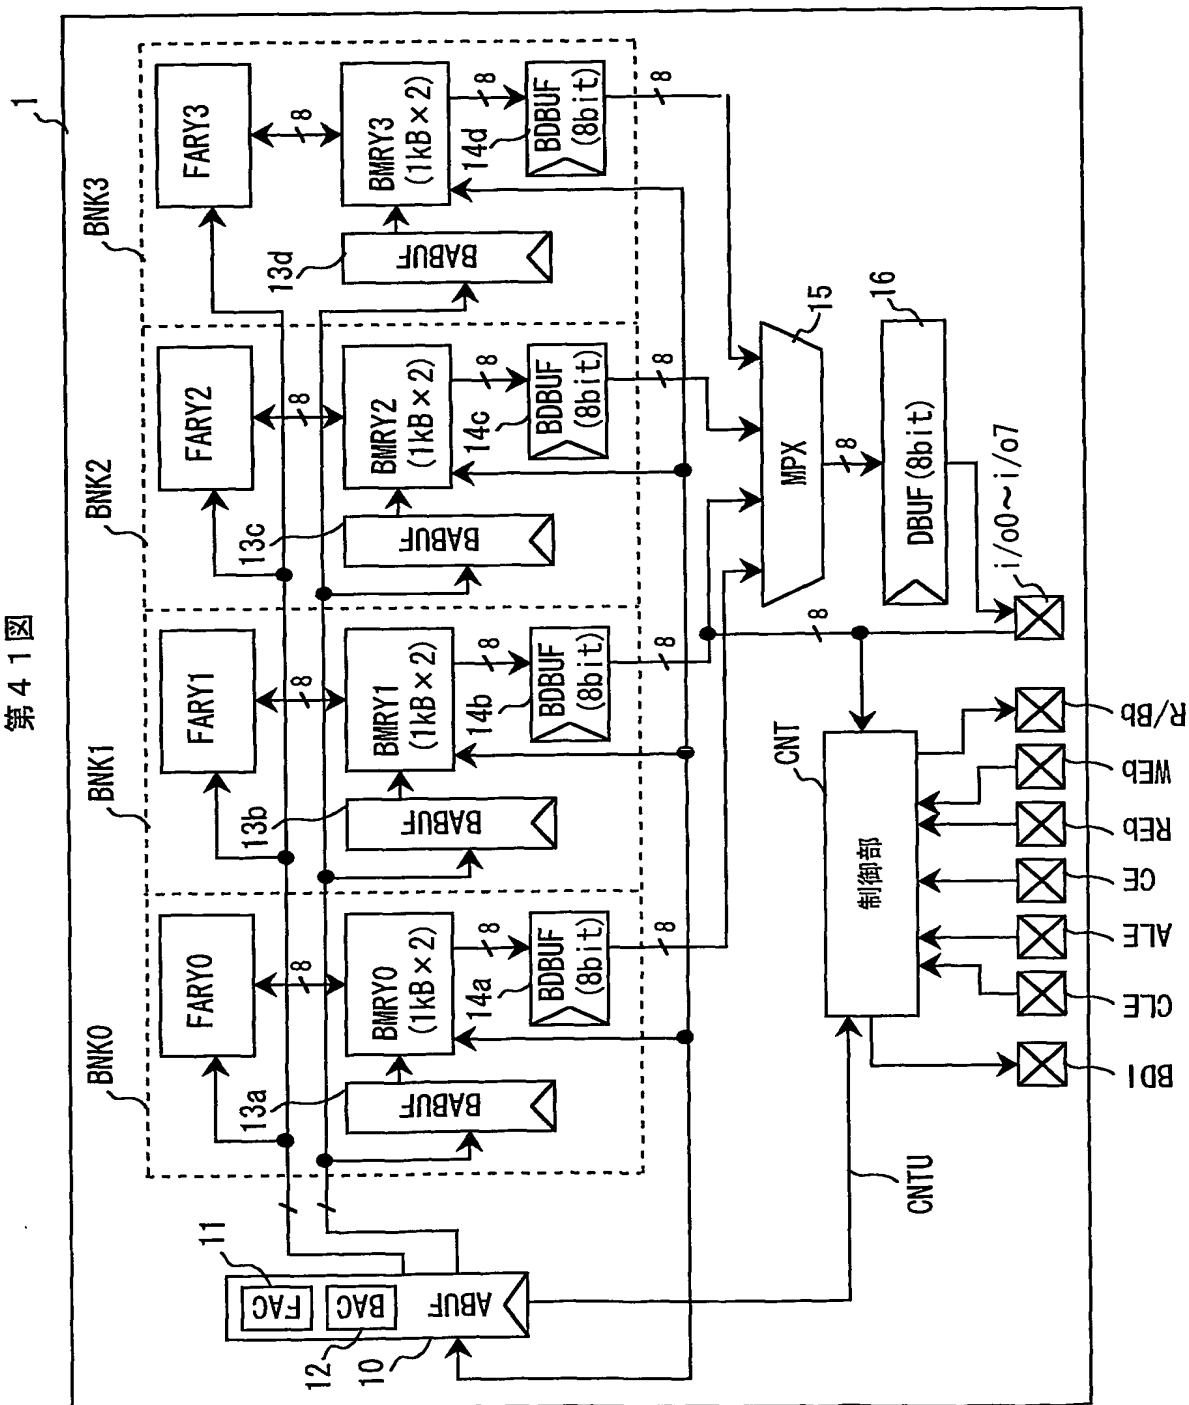 第41図
1
BNK0
BNK1
BNK2
BNK3
FARY0
FARY1
FARY2
FARY3
8
8
8
8
BMRY0
(1kB×2)
BMRY1
(1kB×2)
BMRY2
(1kB×2)
BMRY3
(1kB×2)
13a
BABUF
13b
BABUF
13c
BABUF
13d
BABUF
8
8
8
8
14a
BDBUF
(8bit)
14b
BDBUF
(8bit)
14c
BDBUF
(8bit)
14d
BDBUF
(8bit)
8
8
8
8
11
FAC
BAC
12
ABUF
10
MPX
15
8
8
DBUF(8bit)
16
i/o0~i/o7
CNTU
CNT
制御部
BDI
CLE
ALE
CE
REb
WEb
R/Bb